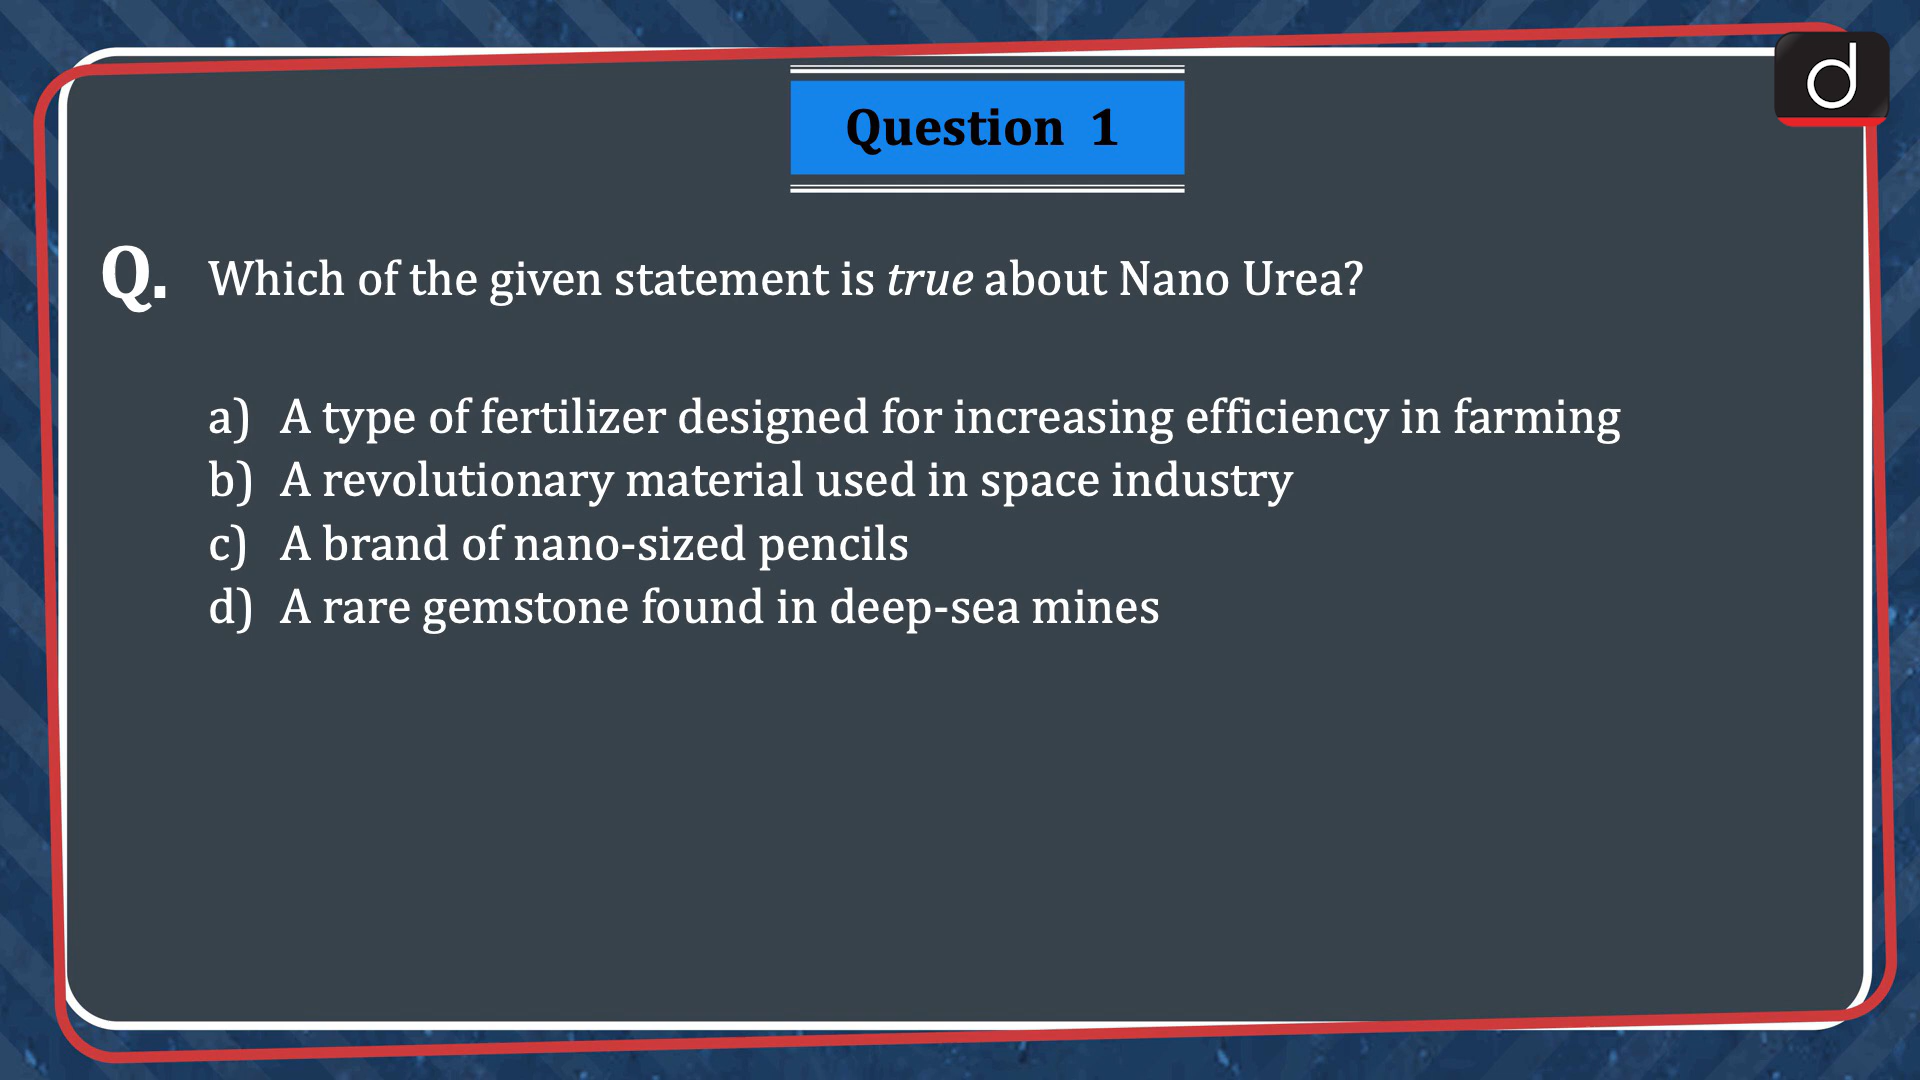 d
Question 1
Q. Which of the given statement is true about Nano Urea?
a) A type of fertilizer designed for increasing efficiency in farming
b) A revolutionary material used in space industry
c) A brand of nano-sized pencils
d) A rare gemstone found in deep-sea mines